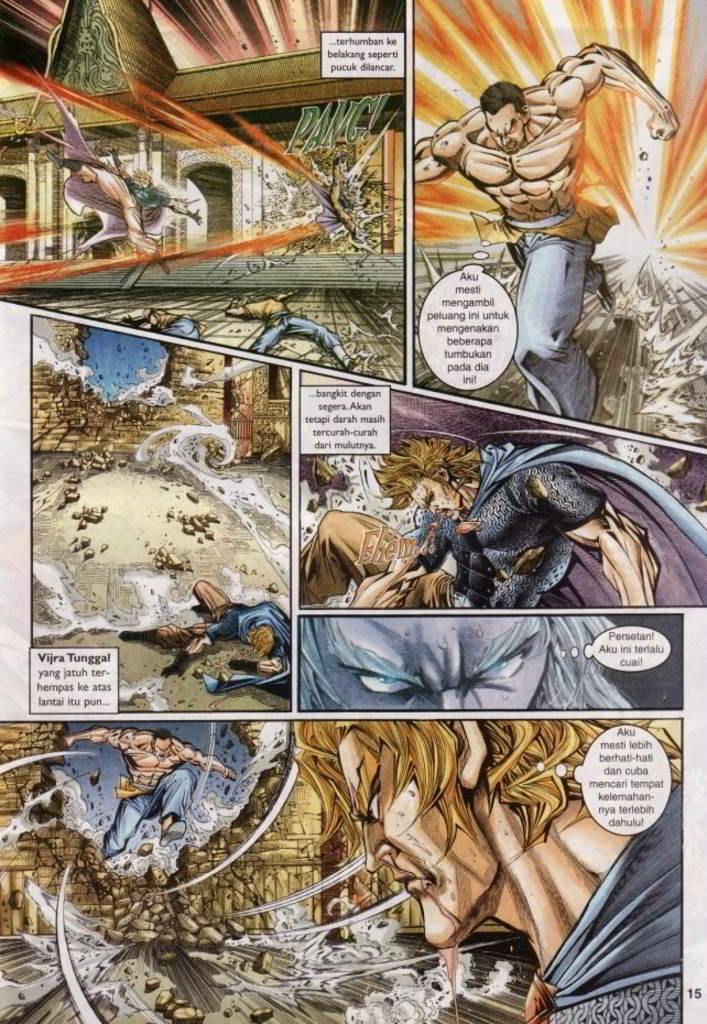 ...terhumban ke
belakang seperti
pucuk dilancar.
PANG!
Aku
mesti
mengambil
peluang ini untuk
mengenakan
beberapa
tumbukan
pada dia
ini!
Vijra Tunggal
yang jatuh ter-
hempas ke atas
lantai itu pun...
...bangkit dengan
segera. Akan
tetapi darah masih
tercurah-curah
dari mulutnya.
Persetan!
Aku ini terlalu
cuai!
Aku
mesti lebih
berhati-hati
dan cuba
mencari tempat
kelemahan-
nya terlebih
dahulu!
15